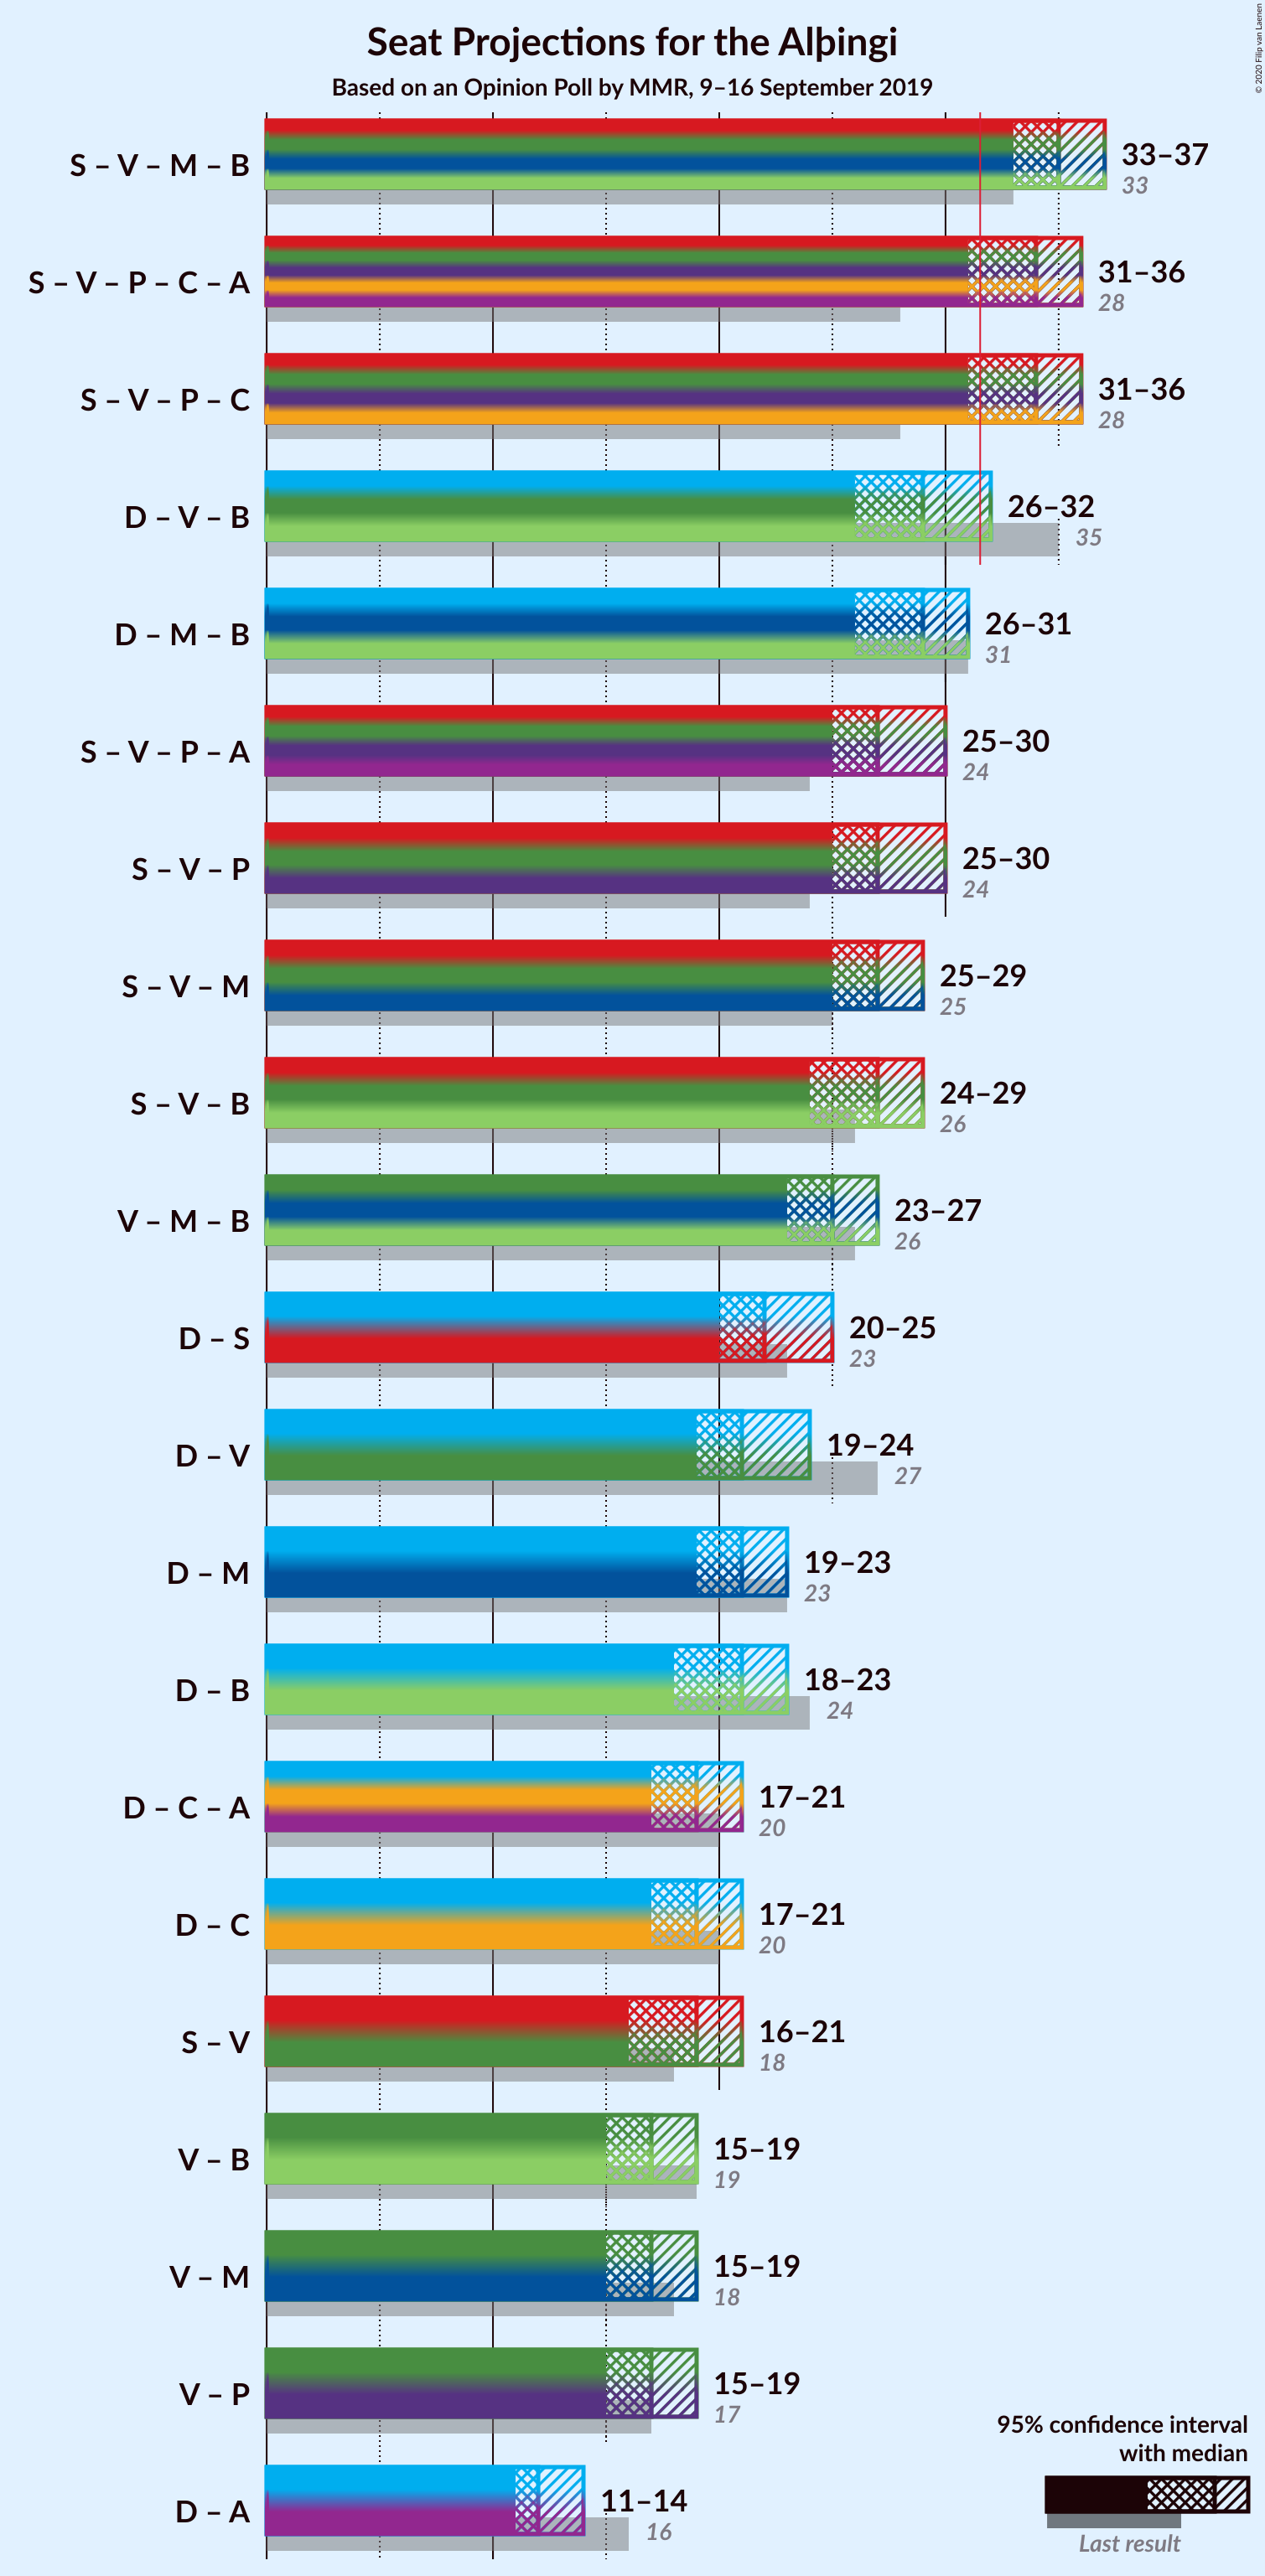 Seat Projections for the Alþingi
Based on an Opinion Poll by MMR, 9–16 September 2019
© 2020 Filip van Laenen
S – V – M – B
33–37
33
S – V – P – C – A
31–36
28
S – V – P – C
31–36
28
D – V – B
26–32
35
D – M – B
26–31
31
S – V – P – A
25–30
24
S – V – P
25–30
24
S – V – M
25–29
25
S – V – B
24–29
26
V – M – B
23–27
26
D – S
20–25
23
D – V
19–24
27
D – M
19–23
23
D – B
18–23
24
D – C – A
17–21
20
D – C
17–21
20
S – V
16–21
18
V – B
15–19
19
V – M
15–19
18
V – P
15–19
17
D – A
11–14
16
95% confidence interval
with median
Last result